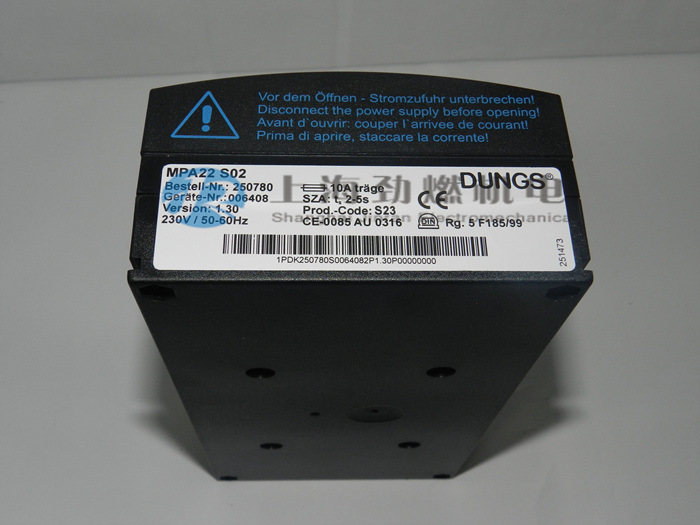 Vor dem Öffnen - Stromzufuhr unterbrechen!
Disconnect the power supply before opening!
Avant d`ouvrir: couper l`arrivee de courant!
Prima di aprire, staccare la corrente!
MPA22 S02
DUNGS®
Bestell-Nr.: 250780 10A träge
Geräte-Nr.:006408 SZA: t, 2-5s CE
Version: 1.30 Prod.-Code: S23
230V / 50-60Hz CE-0085 AU 0316 DIN Rg. 5 F185/99
1PDK250780S0064082P1.30P00000000
251473
上海劲燃机电
Electromechanica